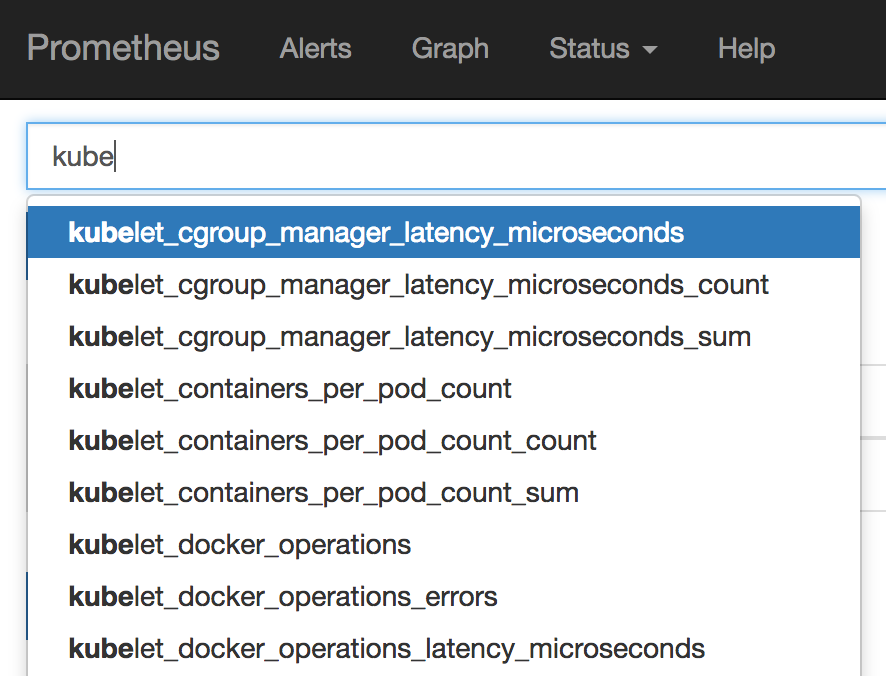 Prometheus Alerts Graph Status Help
kube
kubelet_cgroup_manager_latency_microseconds
kubelet_cgroup_manager_latency_microseconds_count
kubelet_cgroup_manager_latency_microseconds_sum
kubelet_containers_per_pod_count
kubelet_containers_per_pod_count_count
kubelet_containers_per_pod_count_sum
kubelet_docker_operations
kubelet_docker_operations_errors
kubelet_docker_operations_latency_microseconds